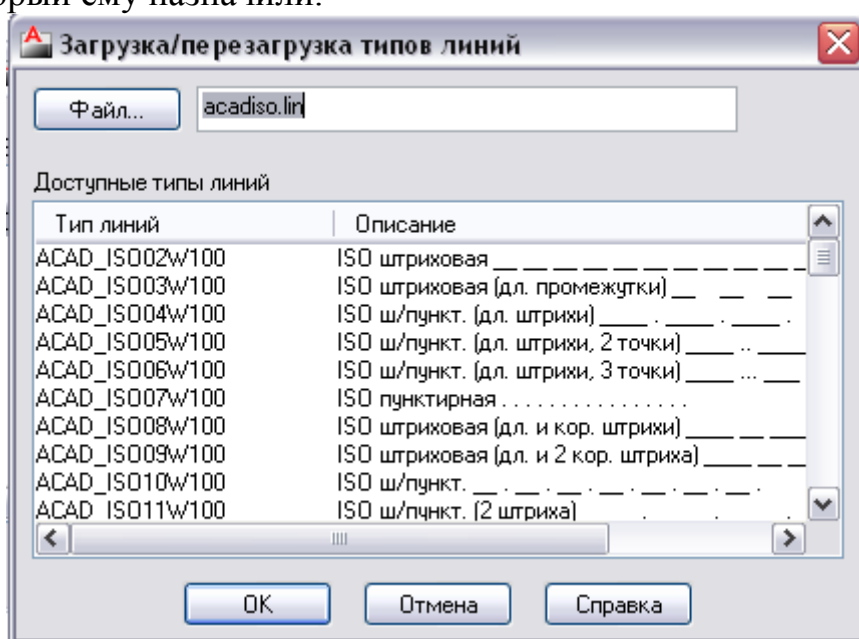 ему назначили.
Загрузка/перезагрузка типов линий
Файл... acadiso.lin
Доступные типы линий
Тип линий Описание
ACAD_ISO02W100 ISO штриховая __ __ __ __ __ __ __ __ __ __
ACAD_ISO03W100 ISO штриховая (дл. промежутки) __ __ __
ACAD_ISO04W100 ISO ш/пункт. (дл. штрихи) ____ . ____ . ____ .
ACAD_ISO05W100 ISO ш/пункт. (дл. штрихи, 2 точки) ____ .. ____
ACAD_ISO06W100 ISO ш/пункт. (дл. штрихи, 3 точки) ____ ... ____
ACAD_ISO07W100 ISO пунктирная . . . . . . . . . . . . . . . .
ACAD_ISO08W100 ISO штриховая (дл. и кор. штрихи) ____ __ __
ACAD_ISO09W100 ISO штриховая (дл. и 2 кор. штриха) ____ __ __
ACAD_ISO10W100 ISO ш/пункт. __ . __ . __ . __ . __ . __ . __ .
ACAD_ISO11W100 ISO ш/пункт. (2 штриха)
OK Отмена Справка